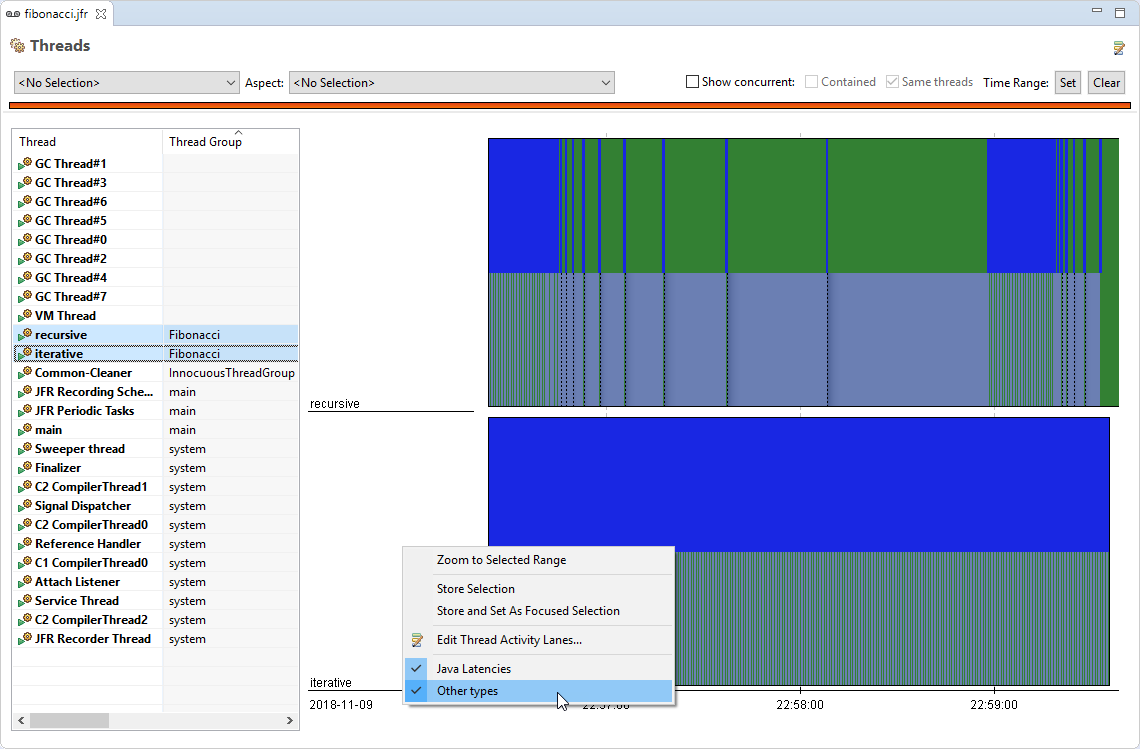 fibonacci.jfr
Threads
<No Selection> Aspect: <No Selection> Show concurrent: Contained Same threads Time Range: Set Clear
Thread Thread Group
GC Thread#1
GC Thread#3
GC Thread#6
GC Thread#5
GC Thread#0
GC Thread#2
GC Thread#4
GC Thread#7
VM Thread
recursive Fibonacci
iterative Fibonacci
Common-Cleaner InnocuousThreadGroup
JFR Recording Sche... main
JFR Periodic Tasks main
main main
Sweeper thread system
Finalizer system
C2 CompilerThread1 system
Signal Dispatcher system
C2 CompilerThread0 system
Reference Handler system
C1 CompilerThread0 system
Attach Listener system
Service Thread system
C2 CompilerThread2 system
JFR Recorder Thread system
recursive
iterative
2018-11-09 22:58:00 22:59:00
Zoom to Selected Range
Store Selection
Store and Set As Focused Selection
Edit Thread Activity Lanes...
Java Latencies
Other types